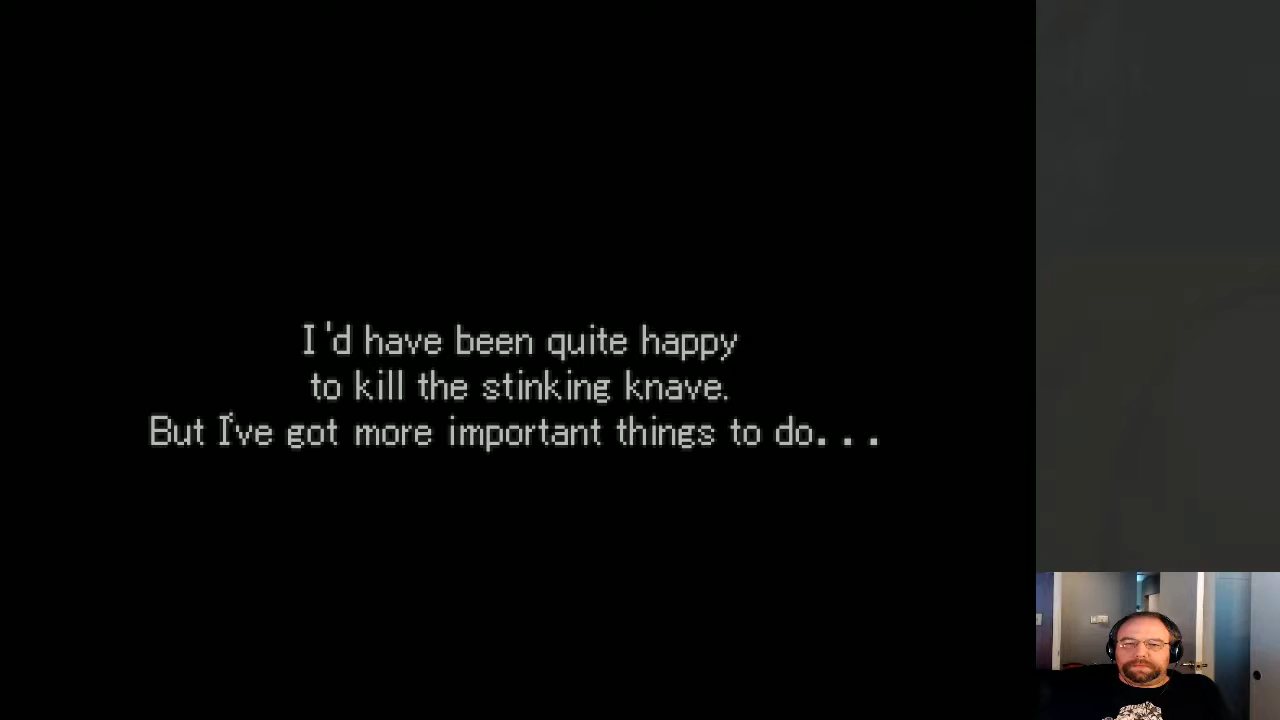 I'd have been quite happy
to kill the stinking knave.
But I've got more important things to do...